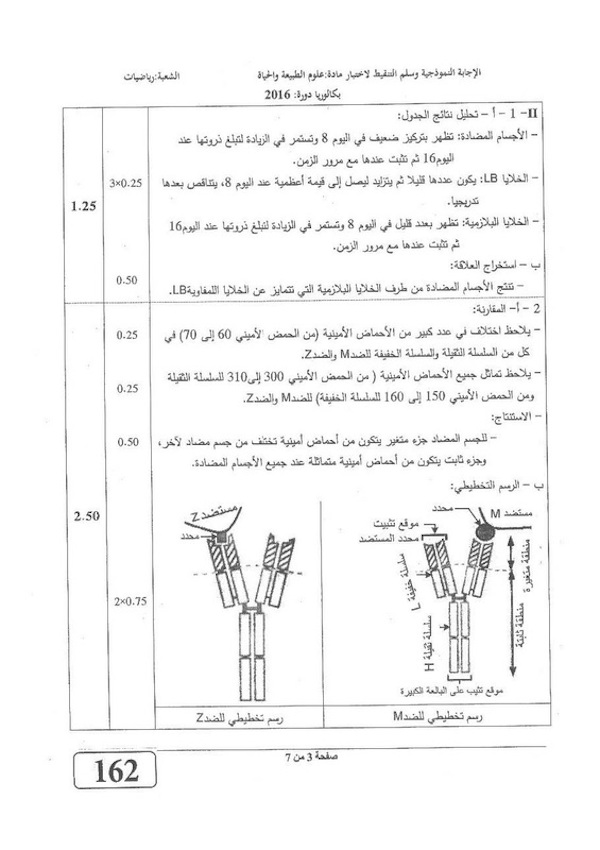 الإجابة النموذجية وسلم التنقيط لاختبار مادة: علوم الطبيعة والحياة الشعبة: رياضيات
بكالوريا دورة: 2016
II- 1 - أ - تحليل نتائج الجدول:
- الأجسام المضادة: تظهر بتركيز ضعيف في اليوم 8 وتستمر في الزيادة لتبلغ ذروتها عند
اليوم16 ثم تثبت عندها مع مرور الزمن.
- الخلايا LB: يكون عددها قليلا ثم يتزايد ليصل إلى قيمة أعظمية عند اليوم 8، يتناقص بعدها
تدريجيا.
3×0.25
1.25
- الخلايا البلازمية: تظهر بعدد قليل في اليوم 8 وتستمر في الزيادة لتبلغ ذروتها عند اليوم16
ثم تثبت عندها مع مرور الزمن.
ب - استخراج العلاقة:
- تنتج الأجسام المضادة من طرف الخلايا البلازمية التي تتمايز عن الخلايا اللمفاويةLB.
0.50
2 - أ- المقارنة:
- يلاحظ اختلاف في عدد كبير من الأحماض الأمينية (من الحمض الأميني 60 إلى 70) في
كل من السلسلة الثقيلة والسلسلة الخفيفة للضدM والضدZ.
0.25
- يلاحظ تماثل جميع الأحماض الأمينية ( من الحمض الأميني 300 إلى310 للسلسلة الثقيلة
ومن الحمض الأميني 150 إلى 160 للسلسلة الخفيفة) للضدM والضدZ.
0.25
- الاستنتاج:
- للجسم المضاد جزء متغير يتكون من أحماض أمينية تختلف من جسم مضاد لآخر،
وجزء ثابت يتكون من أحماض أمينية متماثلة عند جميع الأجسام المضادة.
0.50
ب - الرسم التخطيطي:
2.50
2×0.75
مستضد M
محدد
موقع تثبيت
محدد المستضد
منطقة متغيرة
منطقة ثابتة
سلسلة خفيفة L
سلسلة ثقيلة H
موقع تثبيت على البالعة الكبيرة
مستضد Z
محدد
رسم تخطيطي للضدM
رسم تخطيطي للضدZ
صفحة 3 من 7
162